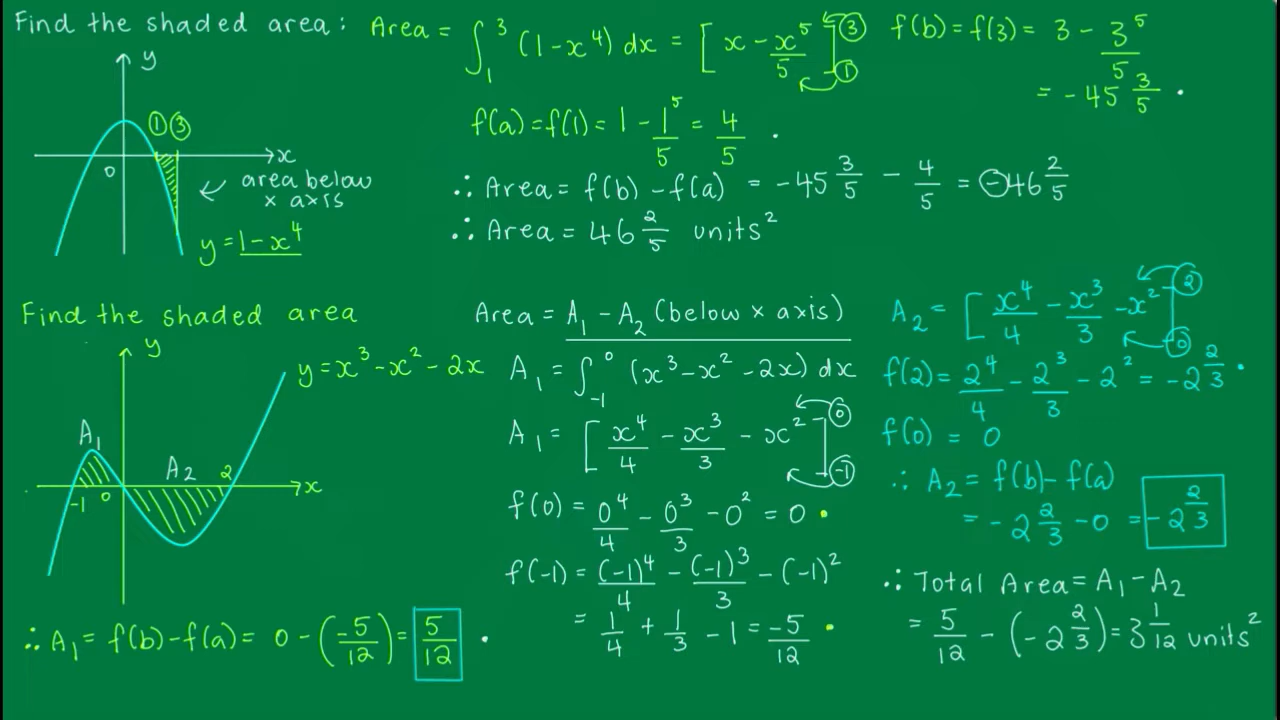 Find the shaded area:
y
① ③
0
x
area below
x axis
y = 1-x⁴
Area = ∫₁³ (1-x⁴) dx = [x - x⁵/5] ③ ①
f(b) = f(3) = 3 - 3⁵/5
= -45 3/5 .
f(a) = f(1) = 1 - 1⁵/5 = 4/5 .
∴ Area = f(b) - f(a) = -45 3/5 - 4/5 = -46 2/5
∴ Area = 46 2/5 units²
Find the shaded area
y
y = x³-x²-2x
A₁
A₂
-1
0
2
x
∴ A₁ = f(b)-f(a) = 0 - (-5/12) = 5/12 .
Area = A₁ - A₂ (below x axis)
A₁ = ∫₋₁⁰ (x³-x²-2x) dx
A₁ = [x⁴/4 - x³/3 - x²] 0 -1
f(0) = 0⁴/4 - 0³/3 - 0² = 0 .
f(-1) = (-1)⁴/4 - (-1)³/3 - (-1)²
= 1/4 + 1/3 - 1 = -5/12 .
A₂ = [x⁴/4 - x³/3 - x²] 2 0
f(2) = 2⁴/4 - 2³/3 - 2² = -2 2/3 .
f(0) = 0
∴ A₂ = f(b)-f(a)
= -2 2/3 - 0 = -2 2/3
∴ Total Area = A₁ - A₂
= 5/12 - (-2 2/3) = 3 1/12 units²